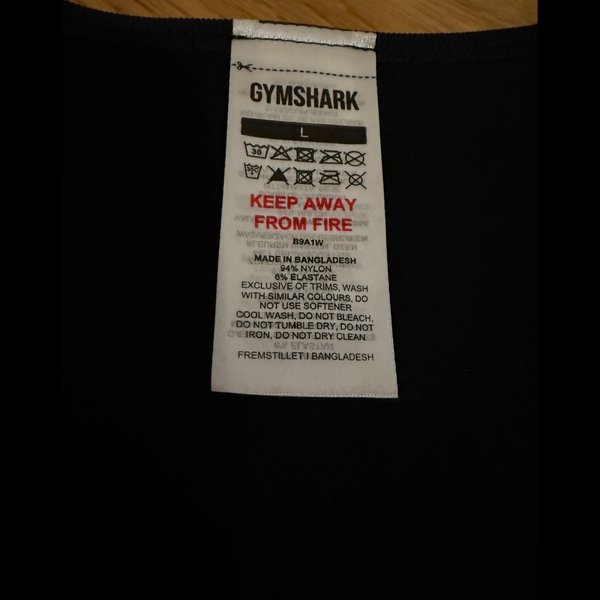 GYMSHARK
L
30
30
KEEP AWAY
FROM FIRE
B9A1W
MADE IN BANGLADESH
94% NYLON
6% ELASTANE
EXCLUSIVE OF TRIMS, WASH
WITH SIMILAR COLOURS, DO
NOT USE SOFTENER
COOL WASH, DO NOT BLEACH,
DO NOT TUMBLE DRY, DO NOT
IRON, DO NOT DRY CLEAN
FREMSTILLET I BANGLADESH